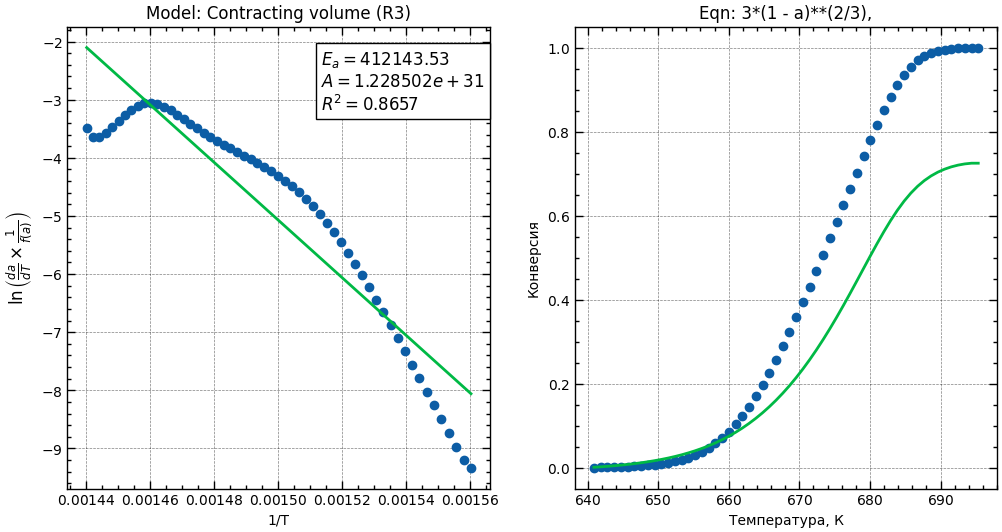 Model: Contracting volume (R3)
−2
−3
−4
−5
−6
−7
−8
−9
ln(da/dT × 1/f(a))
E_a = 412143.53
A = 1.228502e + 31
R^2 = 0.8657
0.00144 0.00146 0.00148 0.00150 0.00152 0.00154 0.00156
1/T
Eqn: 3*(1 - a)**(2/3),
1.0
0.8
0.6
0.4
0.2
0.0
Конверсия
640 650 660 670 680 690
Температура, К